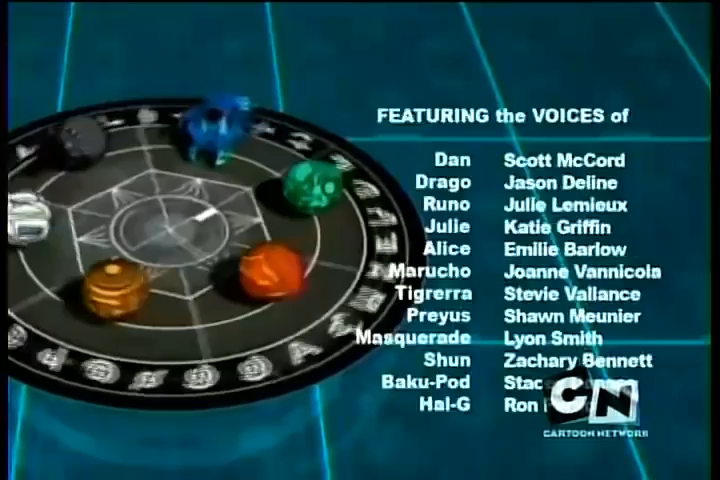 FEATURING the VOICES of
Dan Scott McCord
Drago Jason Deline
Runo Julie Lemieux
Julie Katie Griffin
Alice Emilie Barlow
Marucho Joanne Vannicola
Tigrerra Stevie Vallance
Preyus Shawn Meunier
Masquerade Lyon Smith
Shun Zachary Bennett
Baku-Pod
Hal-G Ron
CN
CARTOON NETWORK